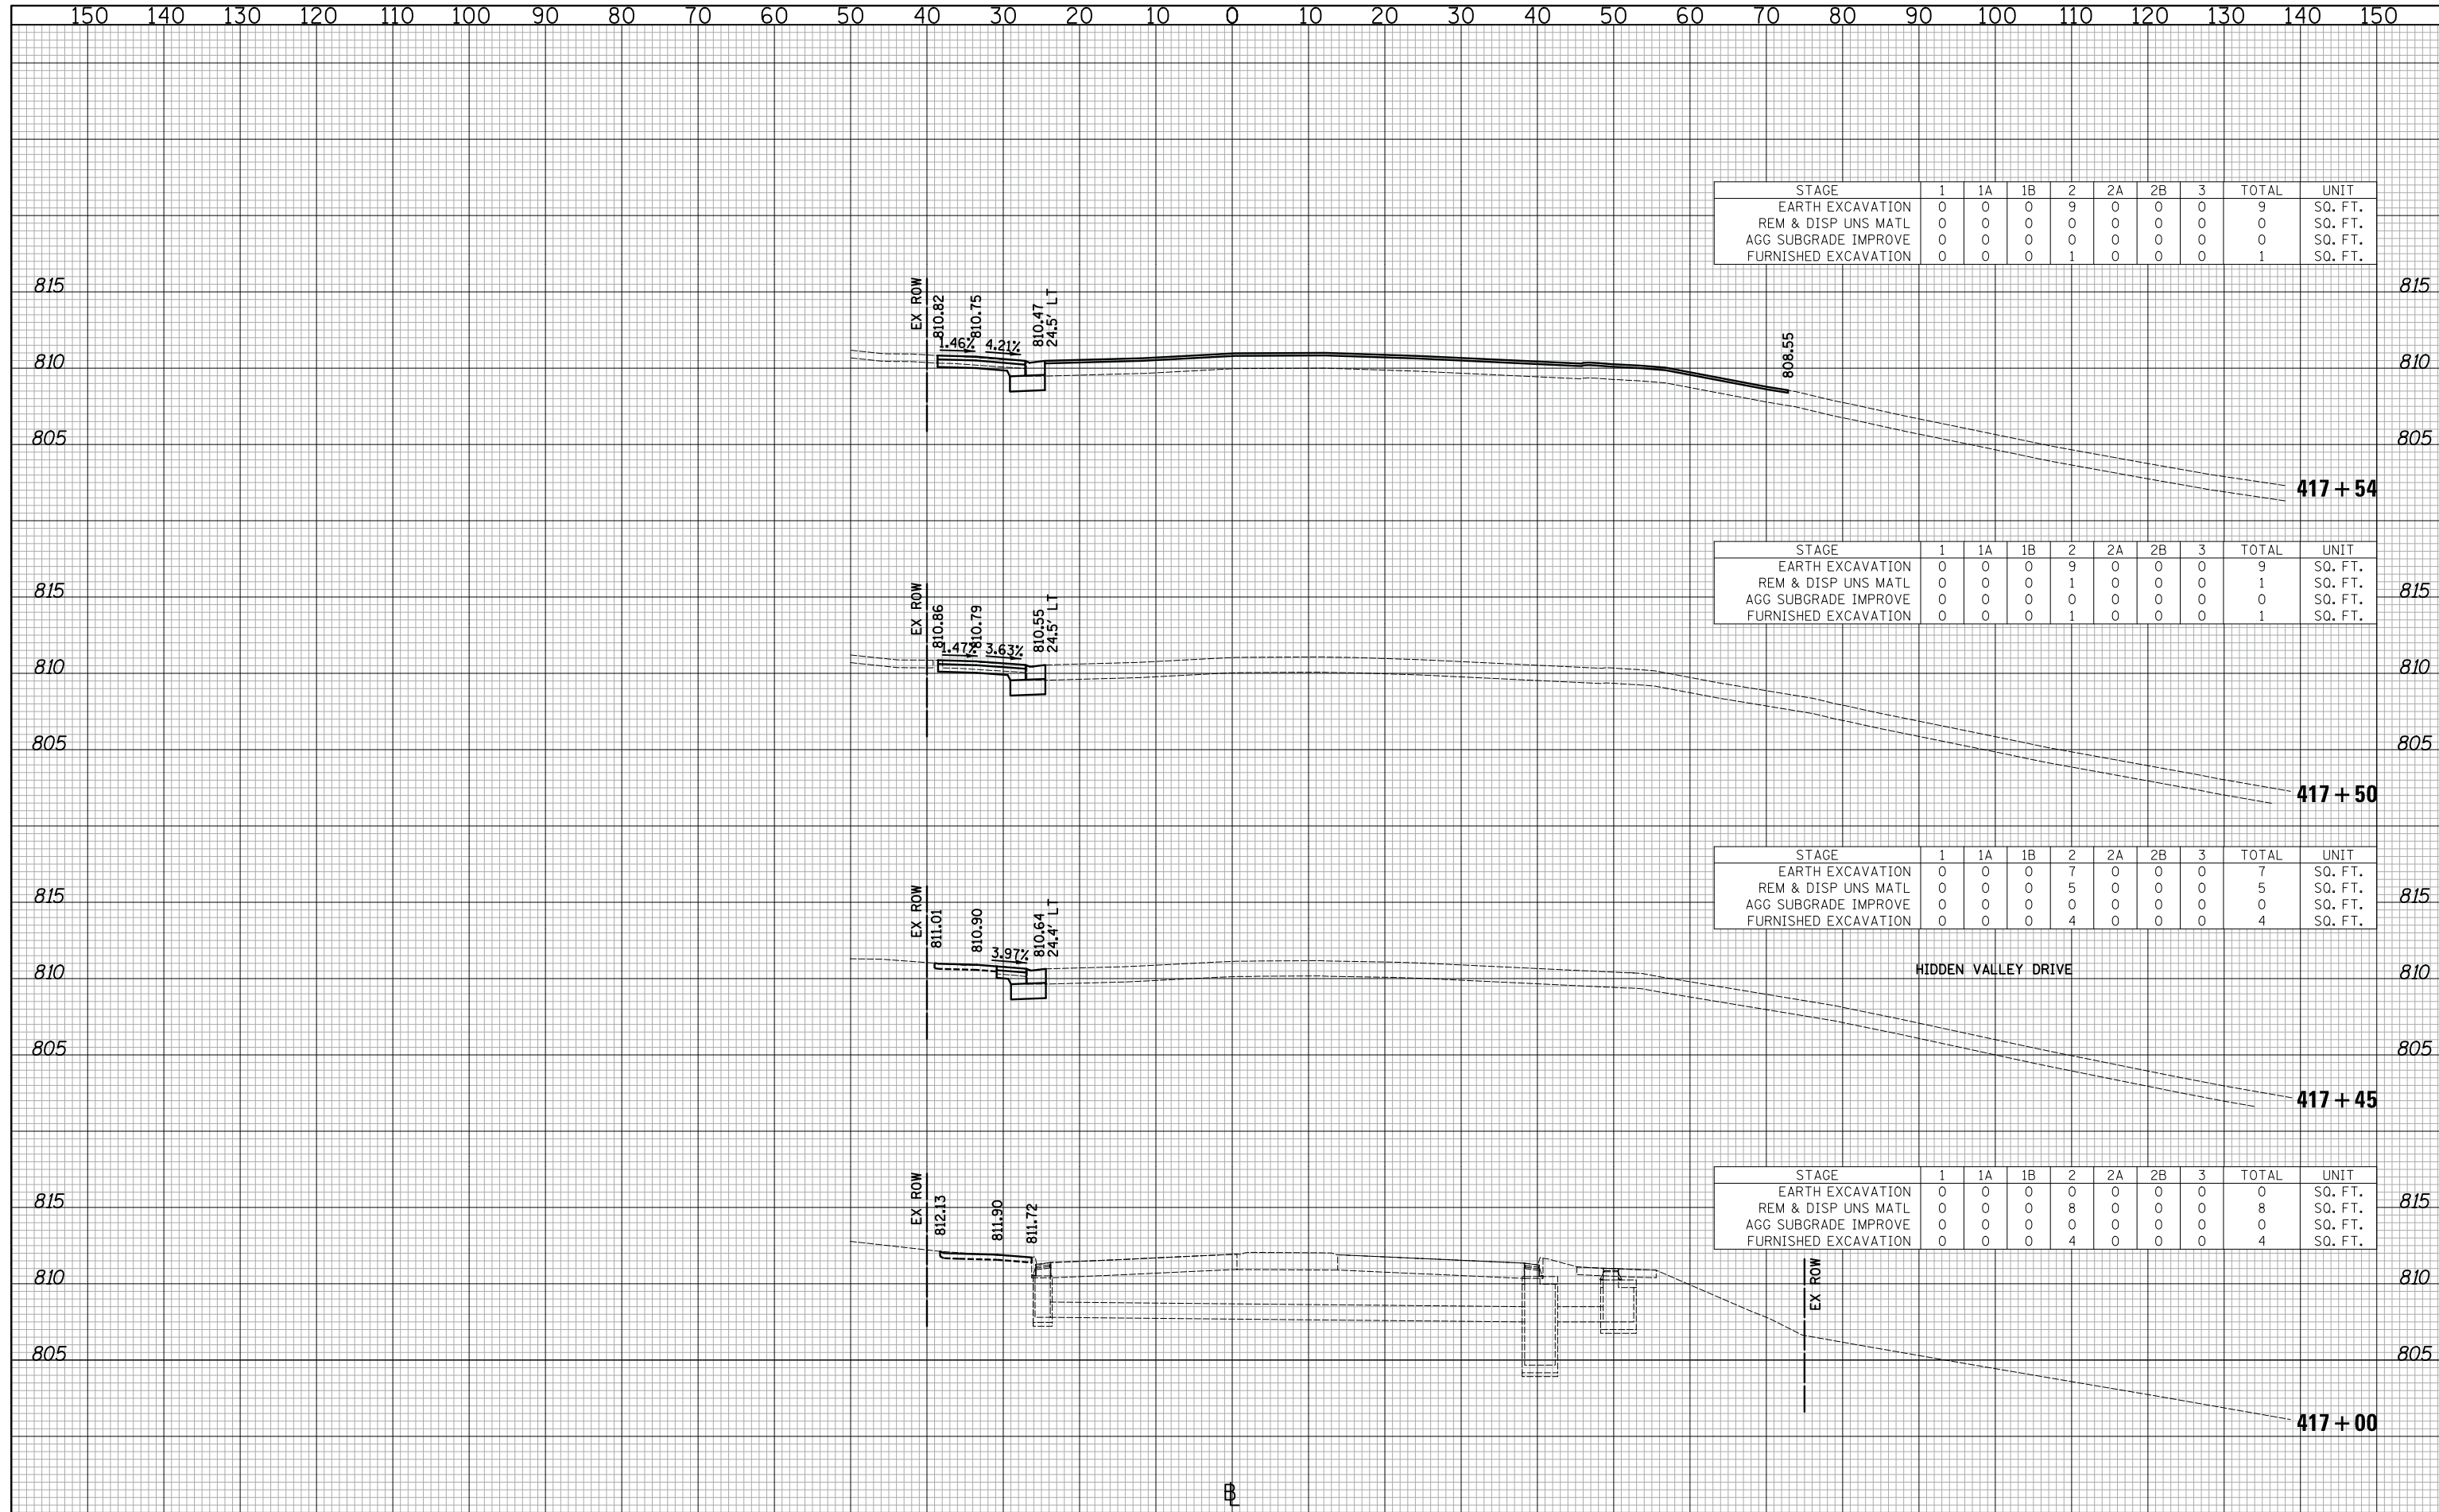 150 140 130 120 110 100 90 80 70 60 50 40 30 20 10 0 10 20 30 40 50 60 70 80 90 100 110 120 130 140 150
STAGE 1 1A 1B 2 2A 2B 3 TOTAL UNIT
EARTH EXCAVATION 0 0 0 9 0 0 0 9 SQ. FT.
REM & DISP UNS MATL 0 0 0 0 0 0 0 0 SQ. FT.
AGG SUBGRADE IMPROVE 0 0 0 0 0 0 0 0 SQ. FT.
FURNISHED EXCAVATION 0 0 0 1 0 0 0 1 SQ. FT.
815 815
EX ROW
810.82
810.75
810.47
24.5' LT
1.46% 4.21%
808.55
810 810
805 805
417+54
STAGE 1 1A 1B 2 2A 2B 3 TOTAL UNIT
EARTH EXCAVATION 0 0 0 9 0 0 0 9 SQ. FT.
REM & DISP UNS MATL 0 0 0 1 0 0 0 1 SQ. FT.
AGG SUBGRADE IMPROVE 0 0 0 0 0 0 0 0 SQ. FT.
FURNISHED EXCAVATION 0 0 0 1 0 0 0 1 SQ. FT.
815 815
EX ROW
810.86
810.79
810.55
24.5' LT
1.47% 3.63%
810 810
805 805
417+50
STAGE 1 1A 1B 2 2A 2B 3 TOTAL UNIT
EARTH EXCAVATION 0 0 0 7 0 0 0 7 SQ. FT.
REM & DISP UNS MATL 0 0 0 5 0 0 0 5 SQ. FT.
AGG SUBGRADE IMPROVE 0 0 0 0 0 0 0 0 SQ. FT.
FURNISHED EXCAVATION 0 0 0 4 0 0 0 4 SQ. FT.
815 815
EX ROW
811.01
810.90
810.64
24.4' LT
3.97%
HIDDEN VALLEY DRIVE
810 810
805 805
417+45
STAGE 1 1A 1B 2 2A 2B 3 TOTAL UNIT
EARTH EXCAVATION 0 0 0 0 0 0 0 0 SQ. FT.
REM & DISP UNS MATL 0 0 0 8 0 0 0 8 SQ. FT.
AGG SUBGRADE IMPROVE 0 0 0 0 0 0 0 0 SQ. FT.
FURNISHED EXCAVATION 0 0 0 4 0 0 0 4 SQ. FT.
815 815
EX ROW
812.13
811.90
811.72
EX ROW
810 810
805 805
417+00
BL